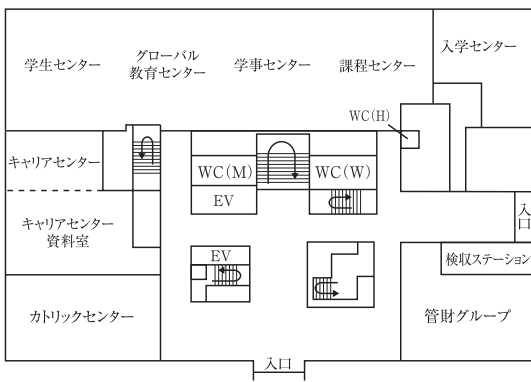 学生センター
グローバル
教育センター
学事センター
課程センター
入学センター
WC(H)
キャリアセンター
WC(M)
WC(W)
EV
キャリアセンター
資料室
入口
EV
検収ステーション
カトリックセンター
管財グループ
入口